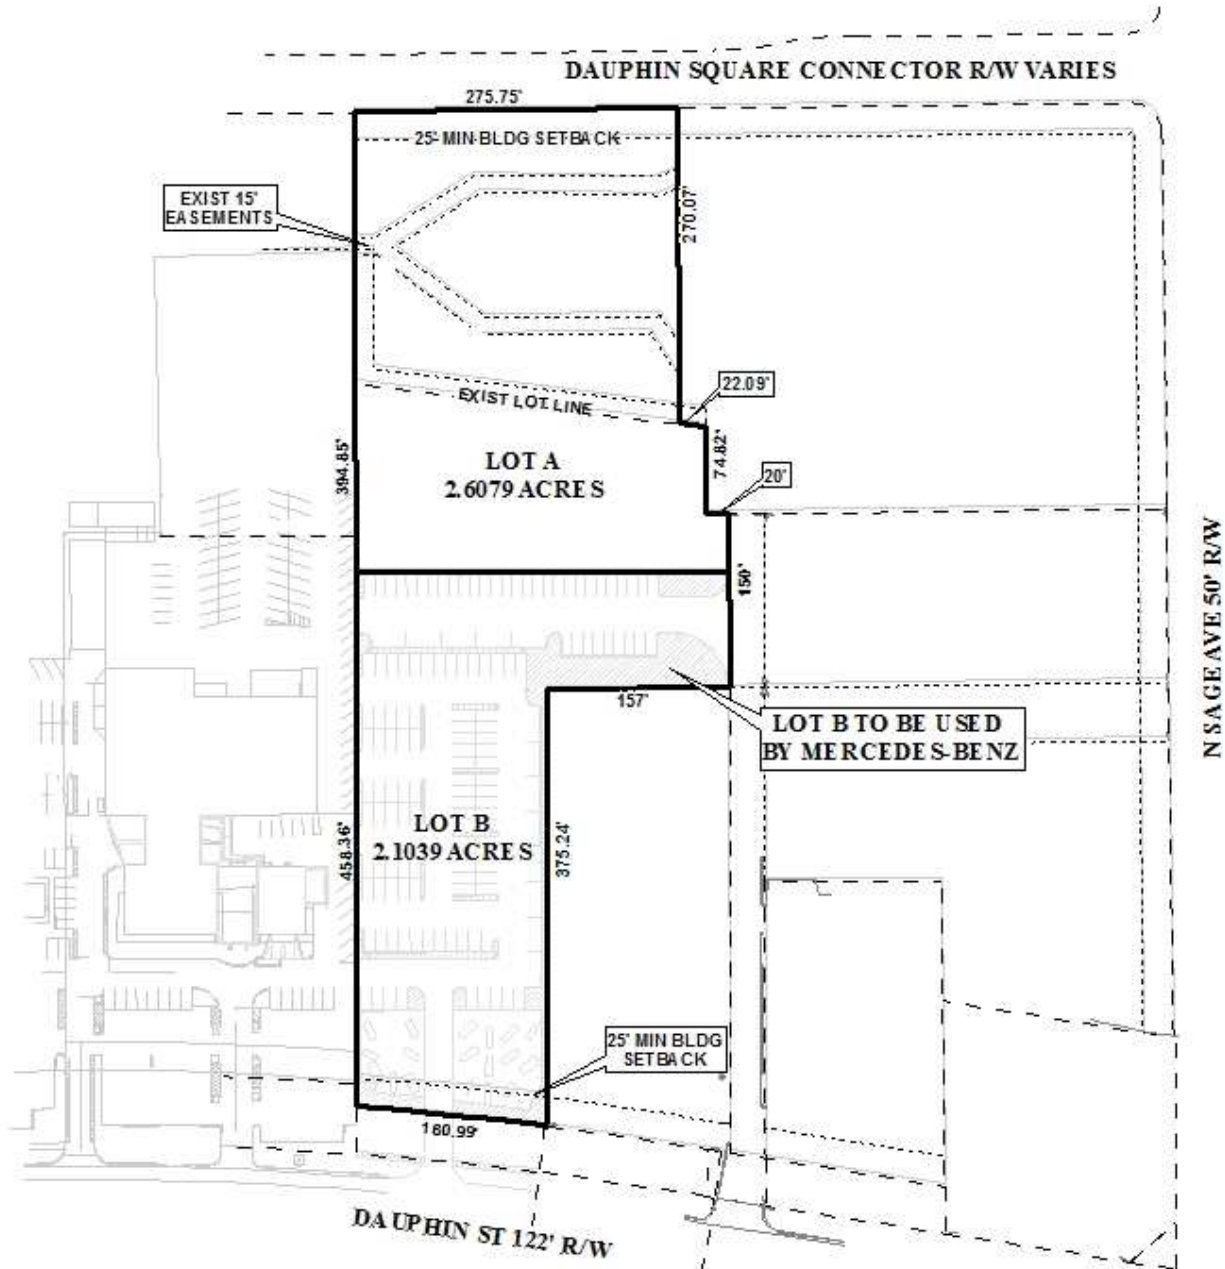 DAUPHIN SQUARE CONNECTOR R/W VARIES
275.75'
25' MIN BLDG SETBACK
EXIST 15'
EASEMENTS
270.07'
22.09'
EXIST LOT LINE
74.82'
394.85'
LOT A
2.6079 ACRES
20'
150'
N SAGE AVE 50' R/W
157'
LOT B TO BE USED
BY MERCEDES-BENZ
LOT B
2.1039 ACRES
458.36'
375.24'
25' MIN BLDG
SETBACK
160.99'
DAUPHIN ST 122' R/W